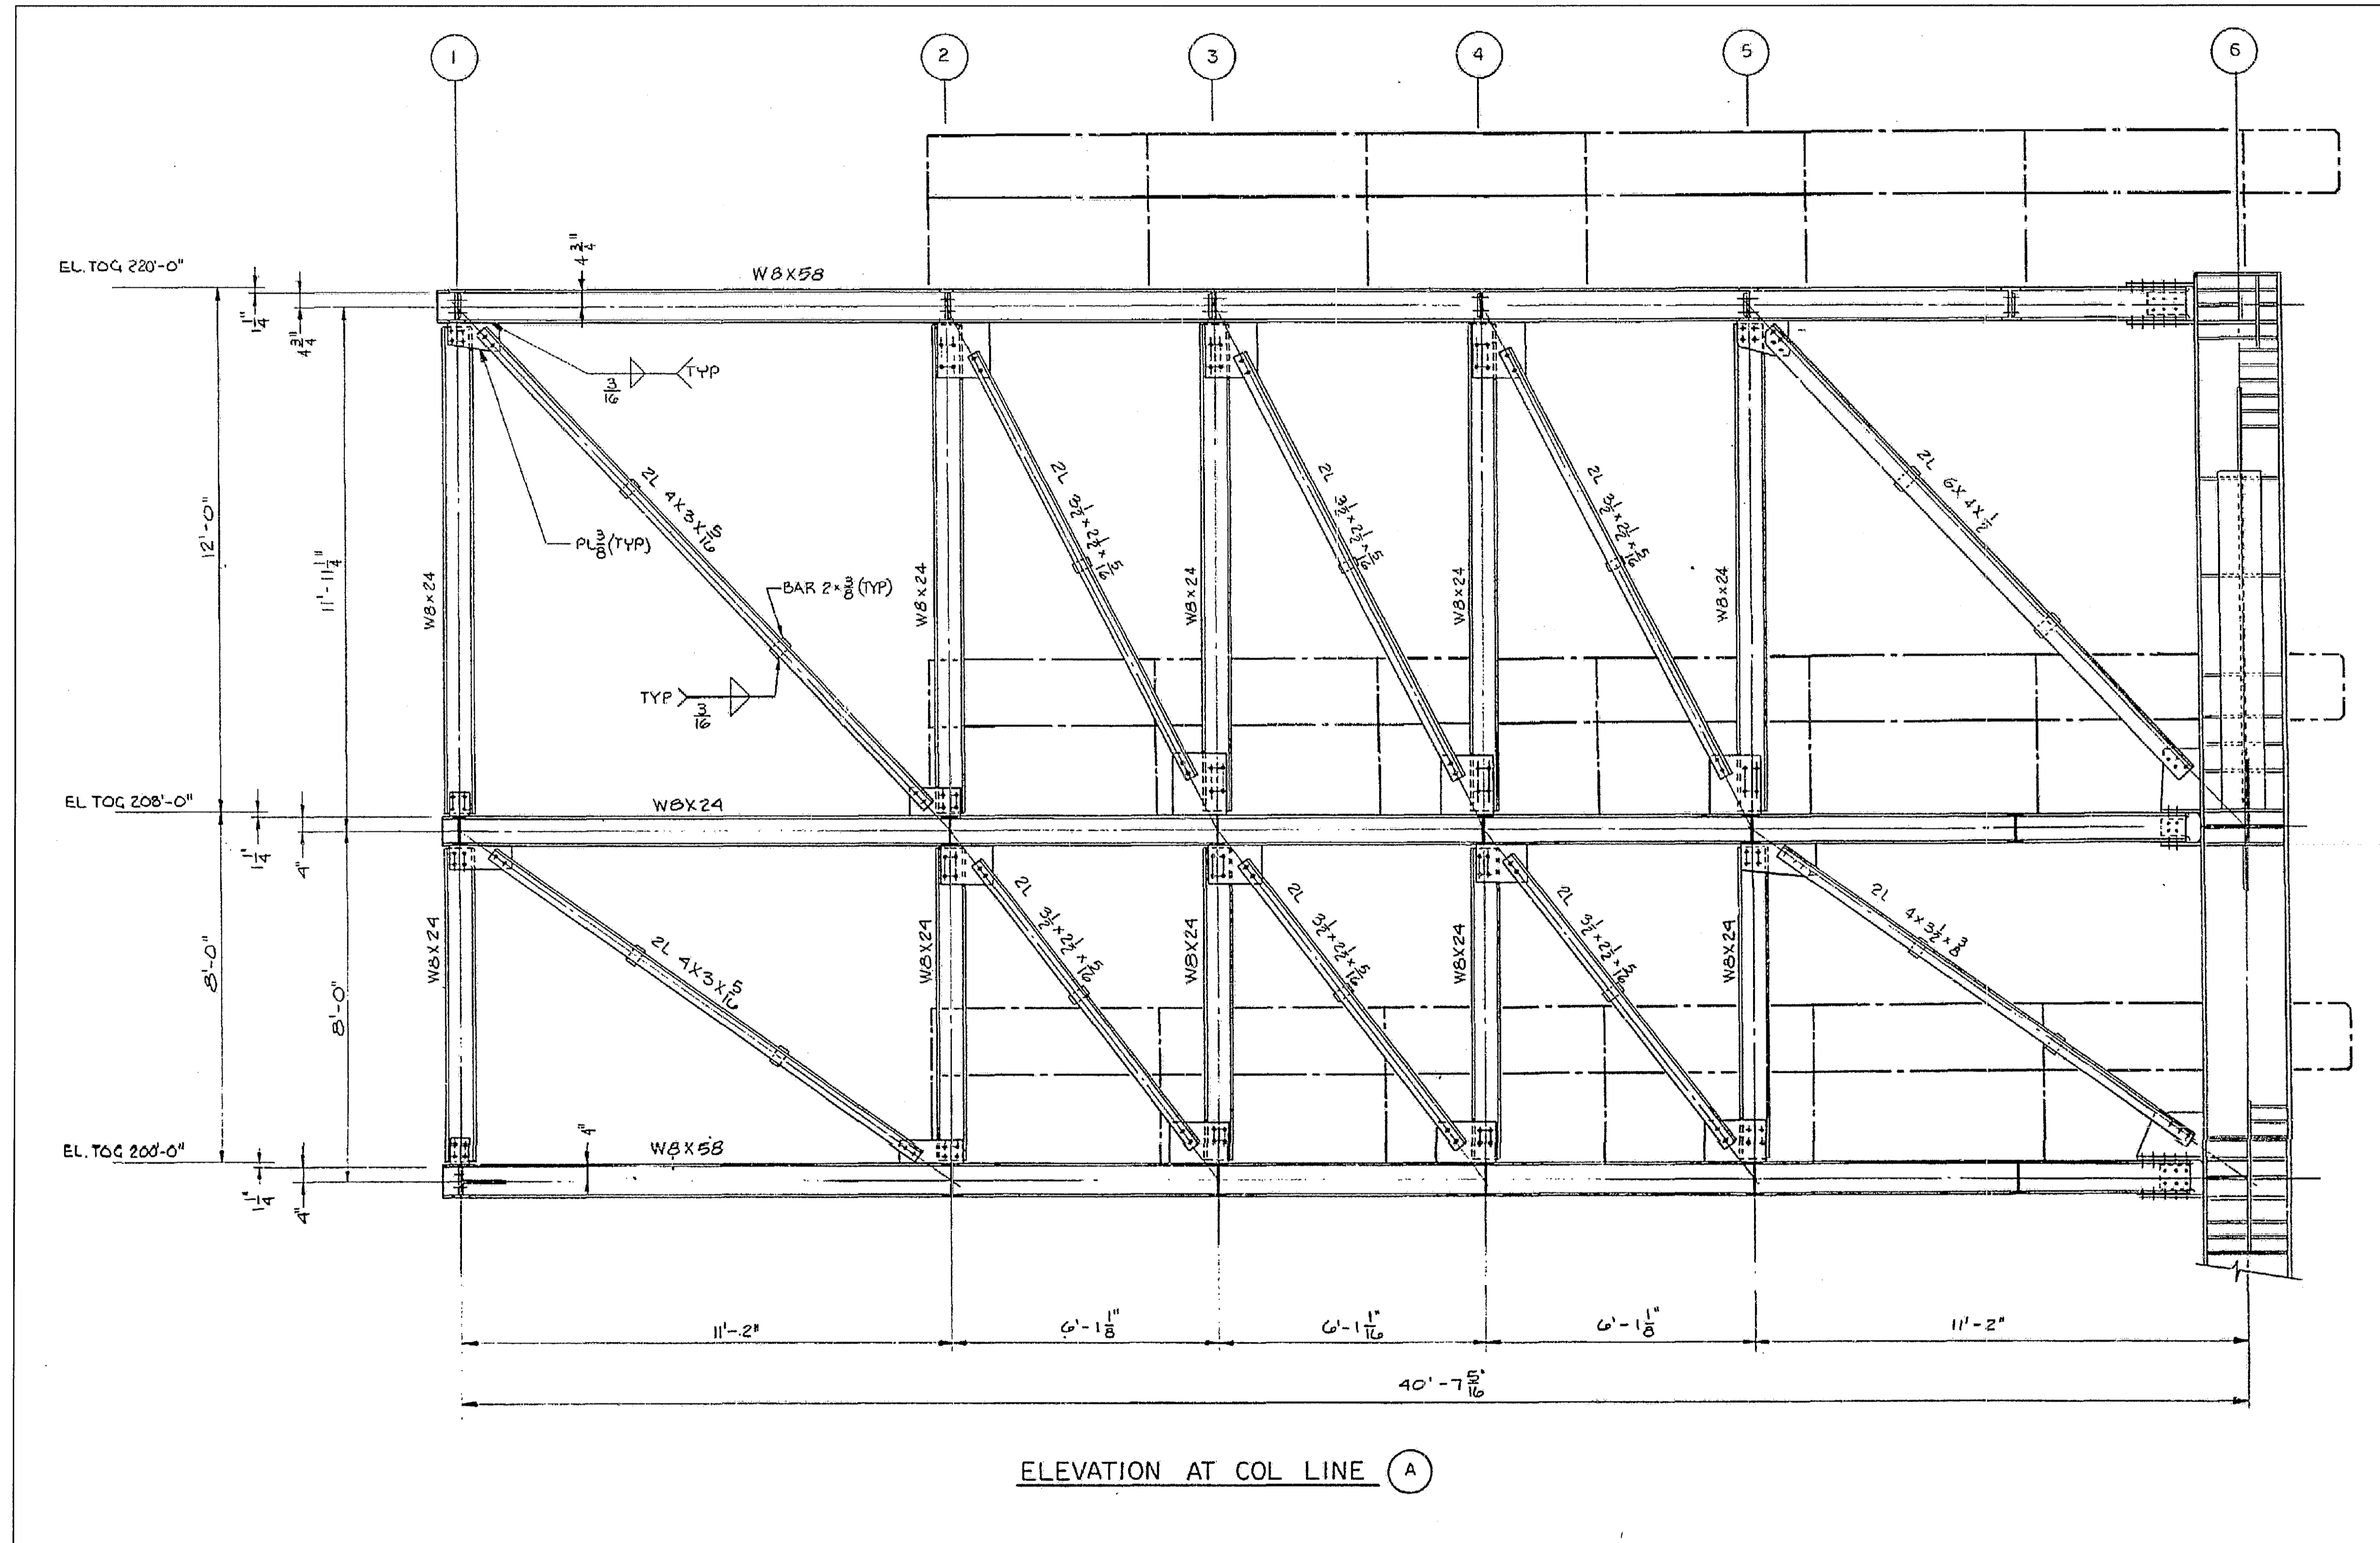 1
2
3
4
5
6
EL. TOG 220'-0"
1 1/4"
4 3/4"
4 3/4"
W8X58
3/16
TYP
12'-0"
11'-11 1/4"
W8x24
2L 4X3X5/16
PL 3/8 (TYP)
BAR 2x3/8 (TYP)
TYP
3/16
W8x24
2L 3 1/2 x 2 1/2 x 5/16
W8x24
2L 3 1/2 x 2 1/2 x 5/16
W8x24
2L 3 1/2 x 2 1/2 x 5/16
W8x24
2L 6X4X1/2
EL TOG 208'-0"
1 1/4"
4"
W8X24
8'-0"
8'-0"
W8X24
2L 4X3X5/16
W8X24
2L 3 1/2 x 2 1/2 x 5/16
W8X24
2L 3 1/2 x 2 1/2 x 5/16
W8X24
2L 3 1/2 x 2 1/2 x 5/16
W8X24
2L 4x3 1/2 x 3/8
EL. TOG 200'-0"
1 1/4"
4"
4"
W8X58
11'-2"
6'-1 1/8"
6'-1 1/16"
6'-1 1/8"
11'-2"
40'-7 5/16"
ELEVATION AT COL LINE A